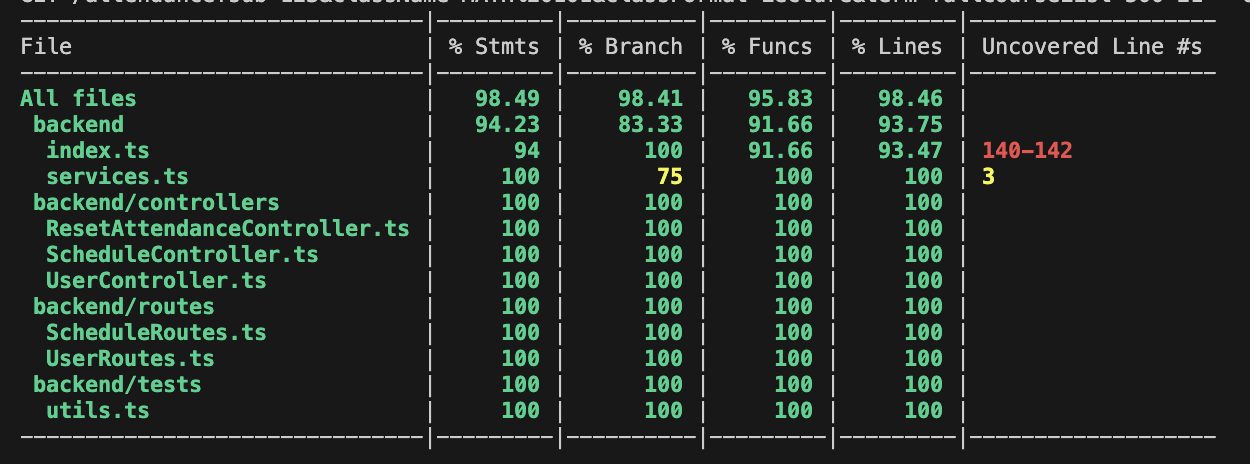 File | % Stmts | % Branch | % Funcs | % Lines | Uncovered Line #s
All files | 98.49 | 98.41 | 95.83 | 98.46 |
backend | 94.23 | 83.33 | 91.66 | 93.75 |
index.ts | 94 | 100 | 91.66 | 93.47 | 140-142
services.ts | 100 | 75 | 100 | 100 | 3
backend/controllers | 100 | 100 | 100 | 100 |
ResetAttendanceController.ts | 100 | 100 | 100 | 100 |
ScheduleController.ts | 100 | 100 | 100 | 100 |
UserController.ts | 100 | 100 | 100 | 100 |
backend/routes | 100 | 100 | 100 | 100 |
ScheduleRoutes.ts | 100 | 100 | 100 | 100 |
UserRoutes.ts | 100 | 100 | 100 | 100 |
backend/tests | 100 | 100 | 100 | 100 |
utils.ts | 100 | 100 | 100 | 100 |